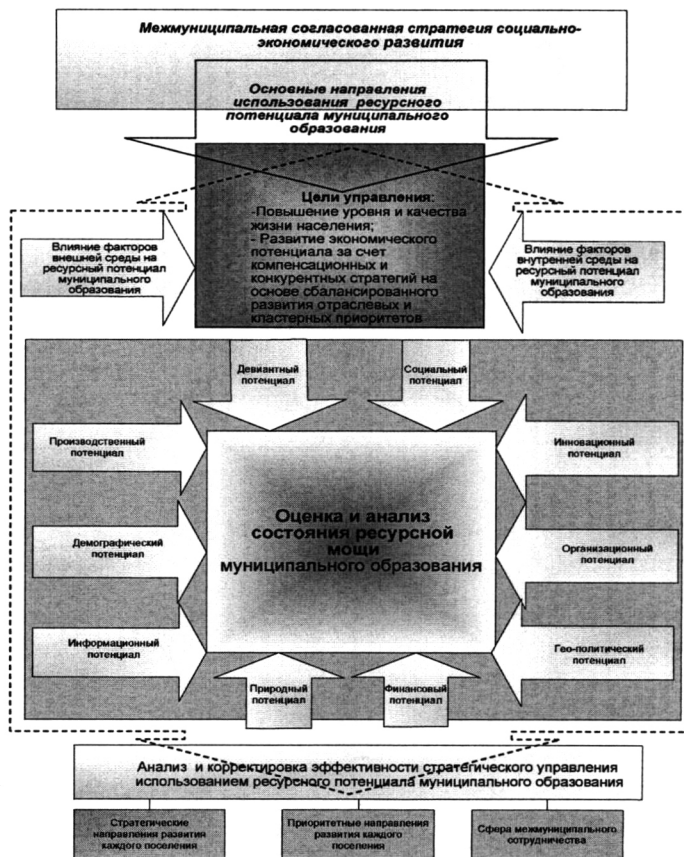 Межмуниципальная согласованная стратегия социально-
экономического развития
Основные направления
использования ресурсного
потенциала муниципального
образования
Цели управления:
-Повышение уровня и качества
жизни населения;
- Развитие экономического
потенциала за счет
компенсационных и
конкурентных стратегий на
основе сбалансированного
развития отраслевых и
кластерных приоритетов
Влияние факторов
внешней среды на
ресурсный потенциал
муниципального
образования
Влияние факторов
внутренней среды на
ресурсный потенциал
муниципального
образования
Девиантный
потенциал
Социальный
потенциал
Производственный
потенциал
Инновационный
потенциал
Оценка и анализ
состояния ресурсной
мощи
муниципального образования
Демографический
потенциал
Организационный
потенциал
Информационный
потенциал
Гео-политический
потенциал
Природный
потенциал
Финансовый
потенциал
Анализ и корректировка эффективности стратегического управления
использованием ресурсного потенциала муниципального образования
Стратегические
направления развития
каждого поселения
Приоритетные направления
развития каждого
поселения
Сфера межмуниципального
сотрудничества